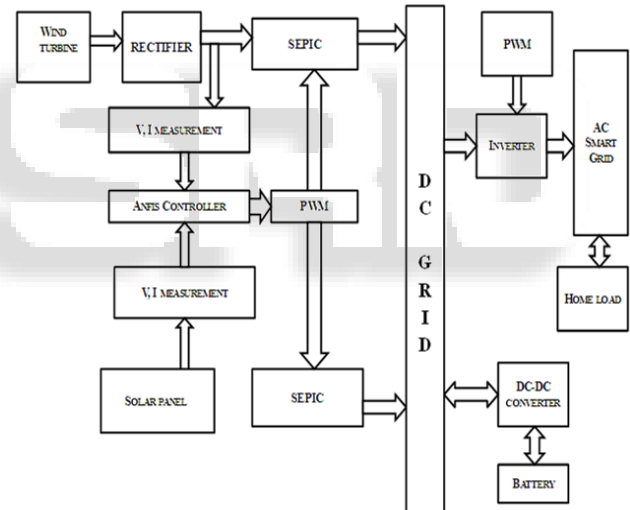 WIND
TURBINE
RECTIFIER
SEPIC
PWM
V, I MEASUREMENT
INVERTER
AC
SMART
GRID
ANFIS CONTROLLER
PWM
D
C
G
R
I
D
V, I MEASUREMENT
HOME LOAD
SOLAR PANEL
SEPIC
DC-DC
CONVERTER
BATTERY